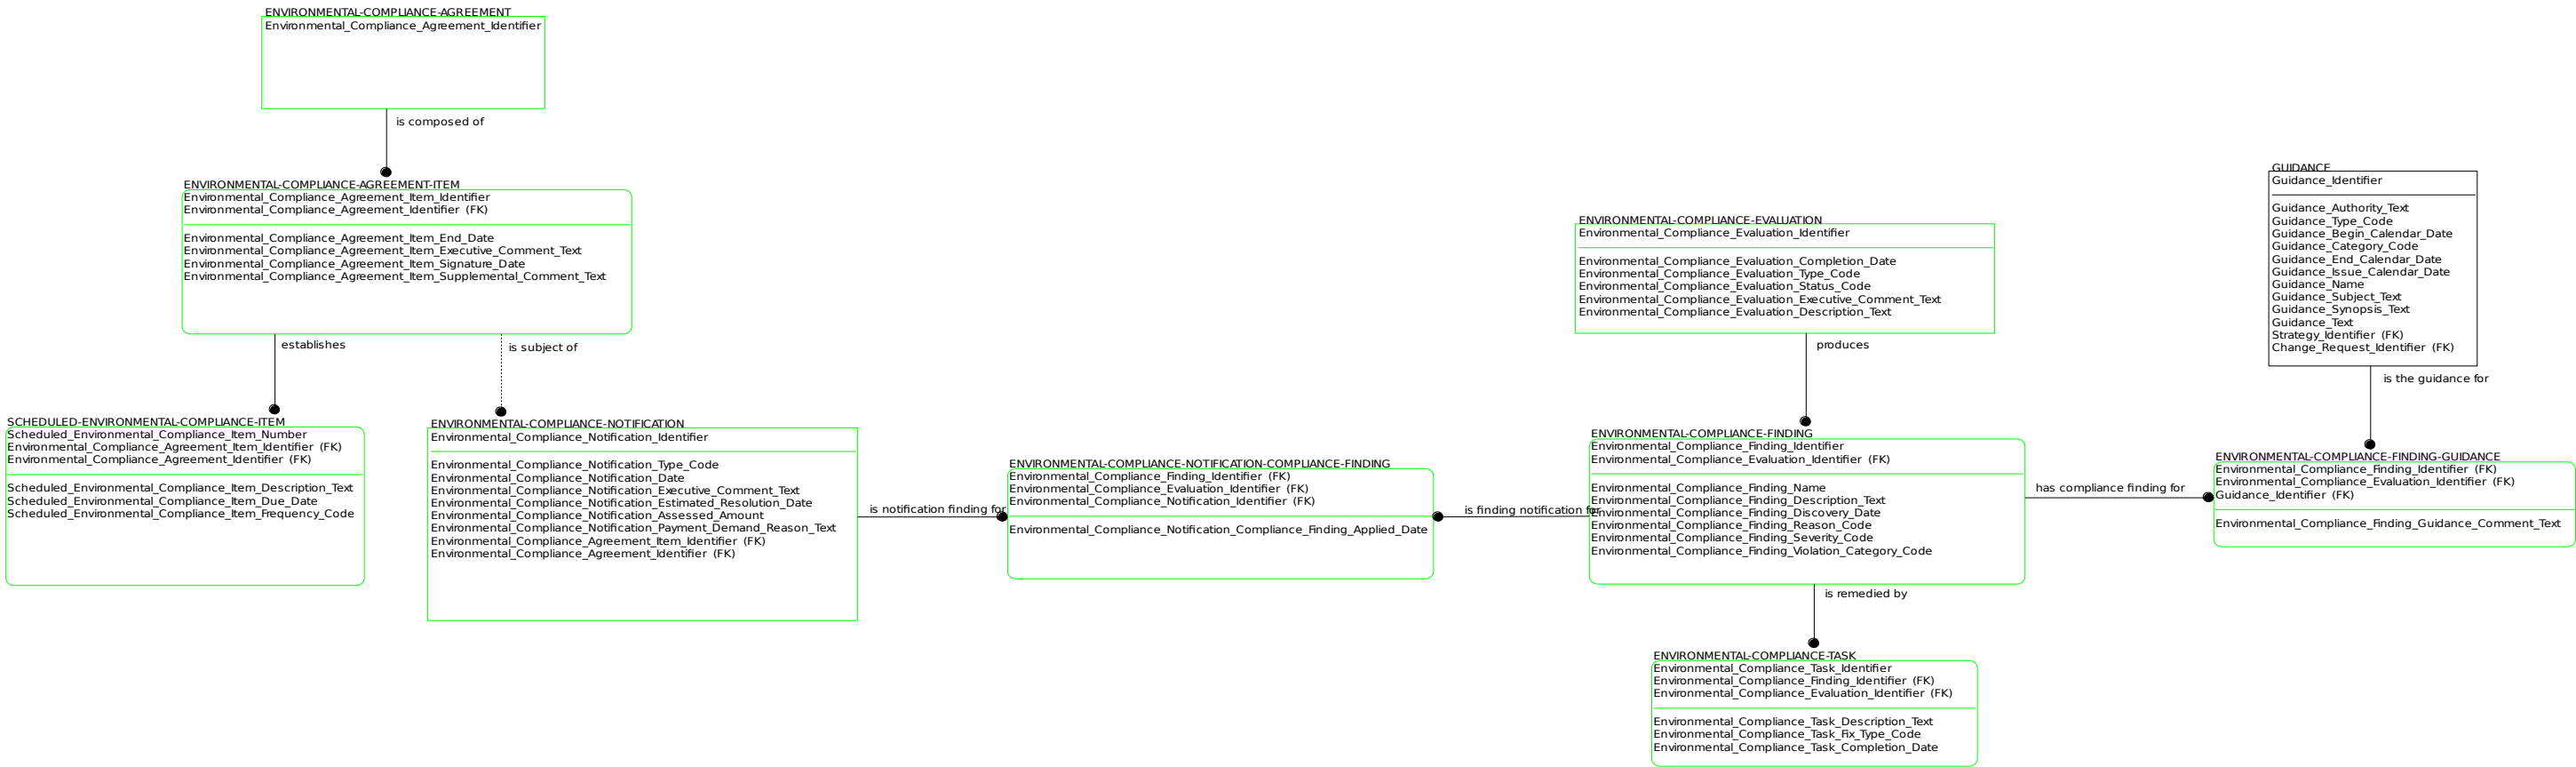 ENVIRONMENTAL-COMPLIANCE-AGREEMENT
Environmental_Compliance_Agreement_Identifier
is composed of
ENVIRONMENTAL-COMPLIANCE-AGREEMENT-ITEM
Environmental_Compliance_Agreement_Item_Identifier
Environmental_Compliance_Agreement_Identifier (FK)
Environmental_Compliance_Agreement_Item_End_Date
Environmental_Compliance_Agreement_Item_Executive_Comment_Text
Environmental_Compliance_Agreement_Item_Signature_Date
Environmental_Compliance_Agreement_Item_Supplemental_Comment_Text
establishes
is subject of
SCHEDULED-ENVIRONMENTAL-COMPLIANCE-ITEM
Scheduled_Environmental_Compliance_Item_Number
Environmental_Compliance_Agreement_Item_Identifier (FK)
Environmental_Compliance_Agreement_Identifier (FK)
Scheduled_Environmental_Compliance_Item_Description_Text
Scheduled_Environmental_Compliance_Item_Due_Date
Scheduled_Environmental_Compliance_Item_Frequency_Code
ENVIRONMENTAL-COMPLIANCE-NOTIFICATION
Environmental_Compliance_Notification_Identifier
Environmental_Compliance_Notification_Type_Code
Environmental_Compliance_Notification_Date
Environmental_Compliance_Notification_Executive_Comment_Text
Environmental_Compliance_Notification_Estimated_Resolution_Date
Environmental_Compliance_Notification_Assessed_Amount
Environmental_Compliance_Notification_Payment_Demand_Reason_Text
Environmental_Compliance_Agreement_Item_Identifier (FK)
Environmental_Compliance_Agreement_Identifier (FK)
is notification finding for
ENVIRONMENTAL-COMPLIANCE-NOTIFICATION-COMPLIANCE-FINDING
Environmental_Compliance_Finding_Identifier (FK)
Environmental_Compliance_Evaluation_Identifier (FK)
Environmental_Compliance_Notification_Identifier (FK)
Environmental_Compliance_Notification_Compliance_Finding_Applied_Date
is finding notification for
ENVIRONMENTAL-COMPLIANCE-EVALUATION
Environmental_Compliance_Evaluation_Identifier
Environmental_Compliance_Evaluation_Completion_Date
Environmental_Compliance_Evaluation_Type_Code
Environmental_Compliance_Evaluation_Status_Code
Environmental_Compliance_Evaluation_Executive_Comment_Text
Environmental_Compliance_Evaluation_Description_Text
produces
ENVIRONMENTAL-COMPLIANCE-FINDING
Environmental_Compliance_Finding_Identifier
Environmental_Compliance_Evaluation_Identifier (FK)
Environmental_Compliance_Finding_Name
Environmental_Compliance_Finding_Description_Text
Environmental_Compliance_Finding_Discovery_Date
Environmental_Compliance_Finding_Reason_Code
Environmental_Compliance_Finding_Severity_Code
Environmental_Compliance_Finding_Violation_Category_Code
is remedied by
ENVIRONMENTAL-COMPLIANCE-TASK
Environmental_Compliance_Task_Identifier
Environmental_Compliance_Finding_Identifier (FK)
Environmental_Compliance_Evaluation_Identifier (FK)
Environmental_Compliance_Task_Description_Text
Environmental_Compliance_Task_Fix_Type_Code
Environmental_Compliance_Task_Completion_Date
has compliance finding for
GUIDANCE
Guidance_Identifier
Guidance_Authority_Text
Guidance_Type_Code
Guidance_Begin_Calendar_Date
Guidance_Category_Code
Guidance_End_Calendar_Date
Guidance_Issue_Calendar_Date
Guidance_Name
Guidance_Subject_Text
Guidance_Synopsis_Text
Guidance_Text
Strategy_Identifier (FK)
Change_Request_Identifier (FK)
is the guidance for
ENVIRONMENTAL-COMPLIANCE-FINDING-GUIDANCE
Environmental_Compliance_Finding_Identifier (FK)
Environmental_Compliance_Evaluation_Identifier (FK)
Guidance_Identifier (FK)
Environmental_Compliance_Finding_Guidance_Comment_Text